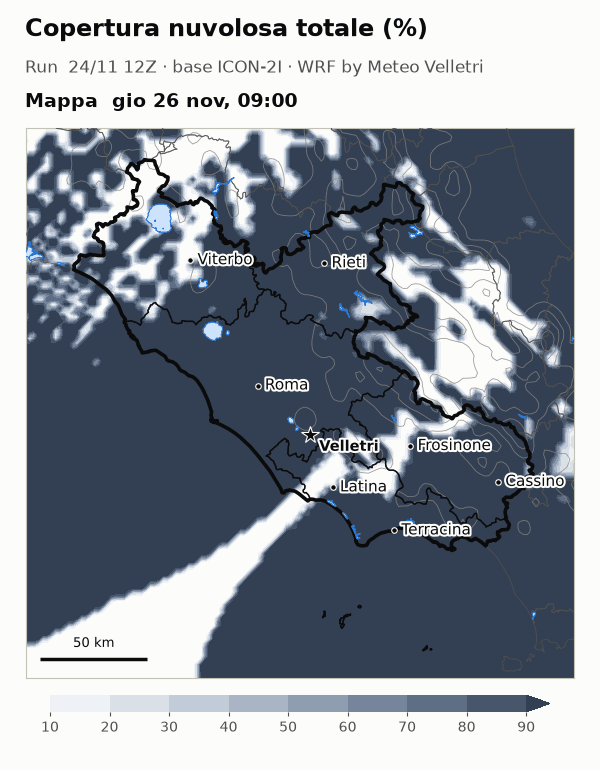 Copertura nuvolosa totale (%)
Run  24/11 12Z · base ICON-2I · WRF by Meteo Velletri
Mappa  gio 26 nov, 09:00
Viterbo
Rieti
Roma
Velletri
Frosinone
Cassino
Latina
Terracina
50 km
10 20 30 40 50 60 70 80 90